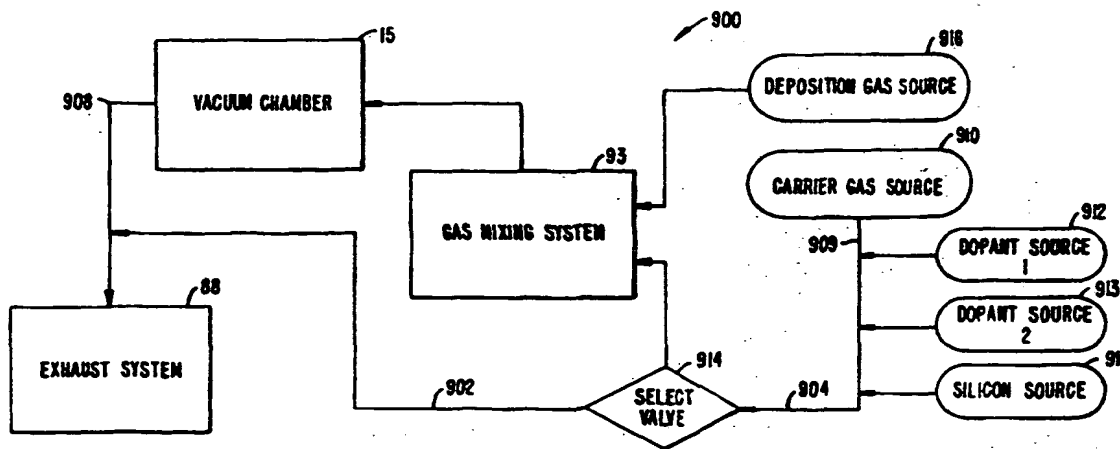 900
15
VACUUM CHAMBER
908
916
DEPOSITION GAS SOURCE
910
CARRIER GAS SOURCE
93
GAS MIXING SYSTEM
909
912
DOPANT SOURCE
1
913
DOPANT SOURCE
2
88
EXHAUST SYSTEM
902
914
SELECT
VALVE
904
91
SILICON SOURCE